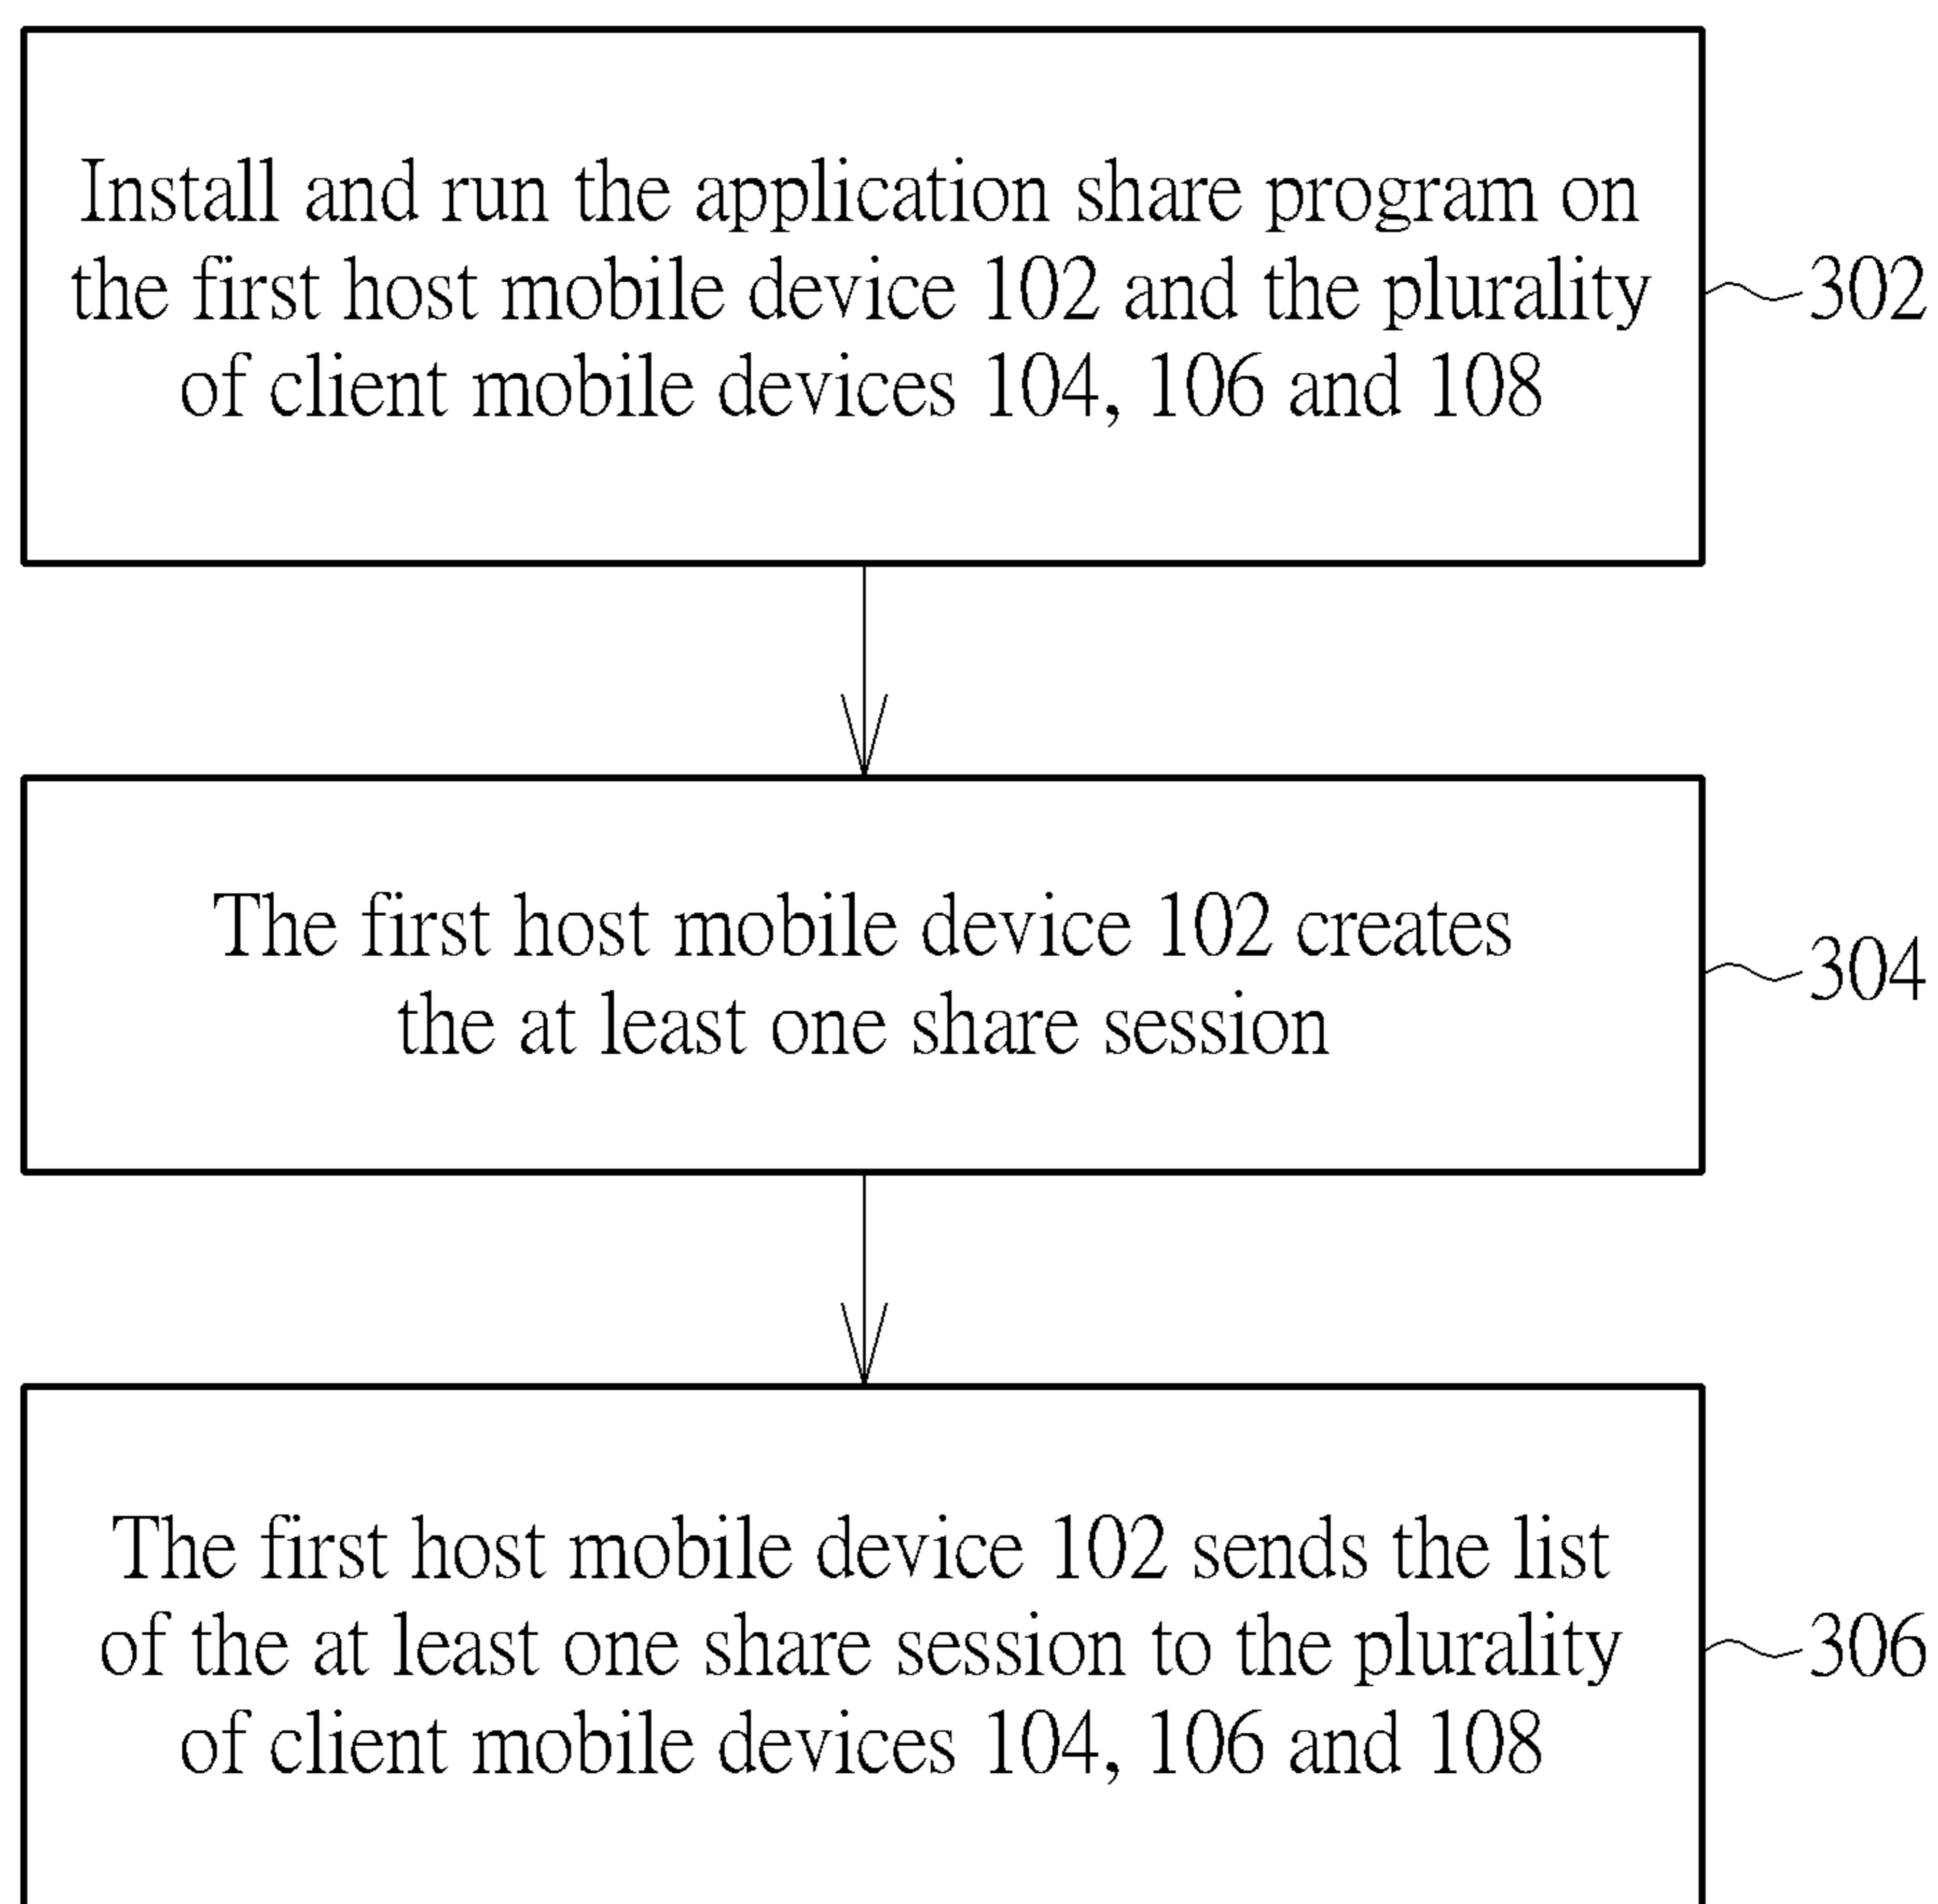 Install and run the application share program on
the first host mobile device 102 and the plurality
of client mobile devices 104, 106 and 108
302
The first host mobile device 102 creates
the at least one share session
304
The first host mobile device 102 sends the list
of the at least one share session to the plurality
of client mobile devices 104, 106 and 108
306